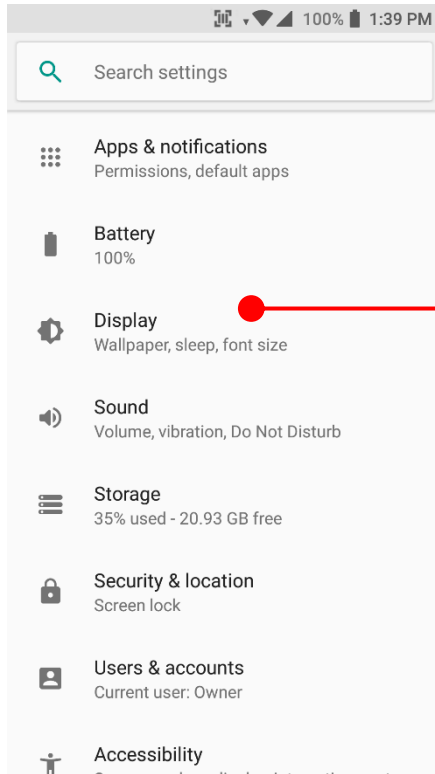 100% 1:39 PM
Search settings
Apps & notifications
Permissions, default apps
Battery
100%
Display
Wallpaper, sleep, font size
Sound
Volume, vibration, Do Not Disturb
Storage
35% used - 20.93 GB free
Security & location
Screen lock
Users & accounts
Current user: Owner
Accessibility